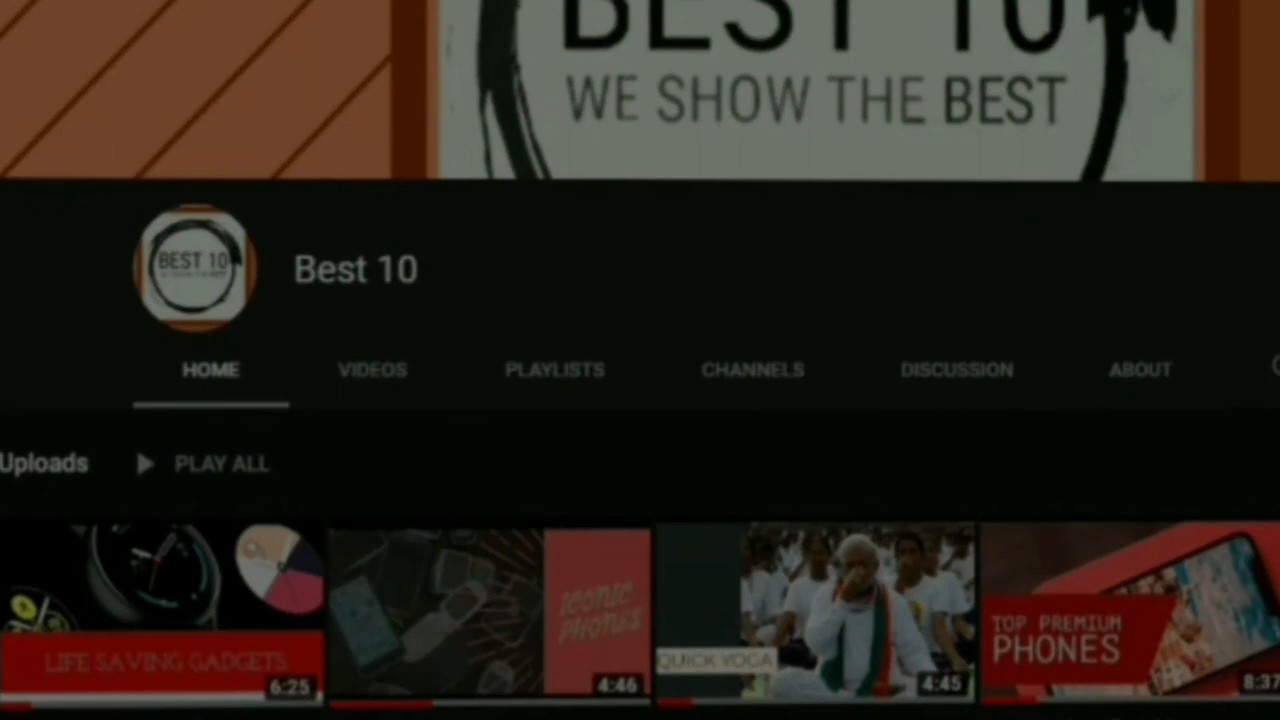 BEST 10
WE SHOW THE BEST
BEST 10
Best 10
HOME VIDEOS PLAYLISTS CHANNELS DISCUSSION ABOUT
Uploads PLAY ALL
LIFE SAVING GADGETS
6:25
ICONIC
PHONES
4:46
QUICK YOGA
4:45
TOP PREMIUM
PHONES
8:37